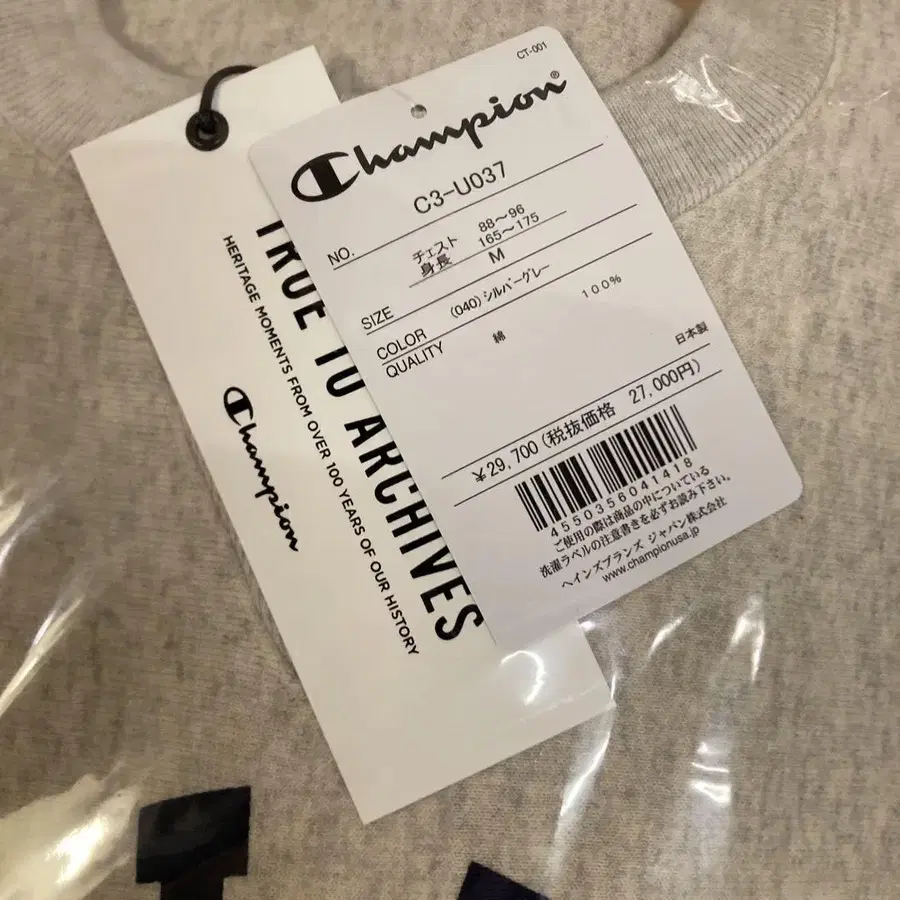 CT-001
Champion®
NO. C3-U037
チェスト 88～96
身長 165～175
SIZE M
COLOR (040)シルバーグレー
QUALITY 綿 100%
日本製
¥29,700(税抜価格 27,000円)
4550356041418
ご使用の際は商品の中についている
洗濯ラベルの注意書きを必ずお読み下さい。
ヘインズブランズ ジャパン株式会社
www.championusa.jp
TRUE TO ARCHIVES
HERITAGE MOMENTS FROM OVER 100 YEARS OF OUR HISTORY
Champion